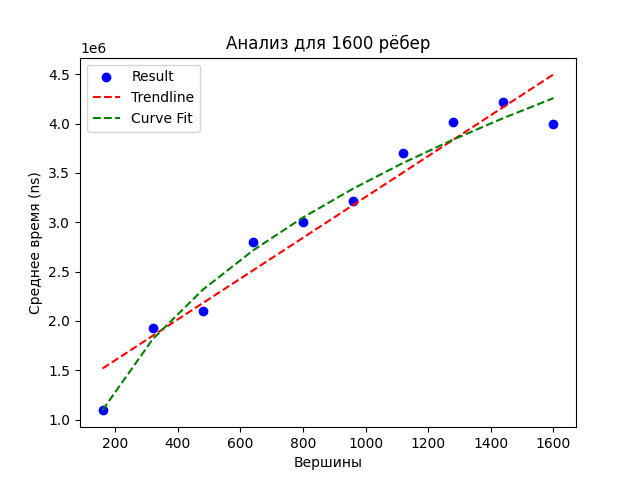 Анализ для 1600 рёбер
1e6
Result
Trendline
Curve Fit
4.5
4.0
3.5
3.0
2.5
2.0
1.5
1.0
Среднее время (ns)
200 400 600 800 1000 1200 1400 1600
Вершины